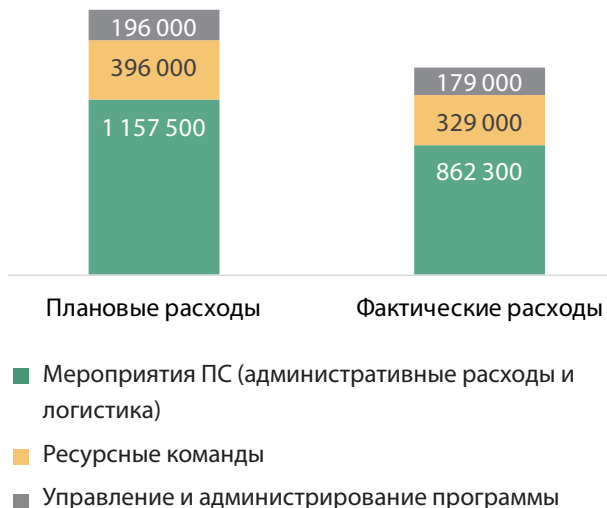 196 000
396 000
1 157 500
179 000
329 000
862 300
Плановые расходы
Фактические расходы
Мероприятия ПС (административные расходы и
логистика)
Ресурсные команды
Управление и администрирование программы